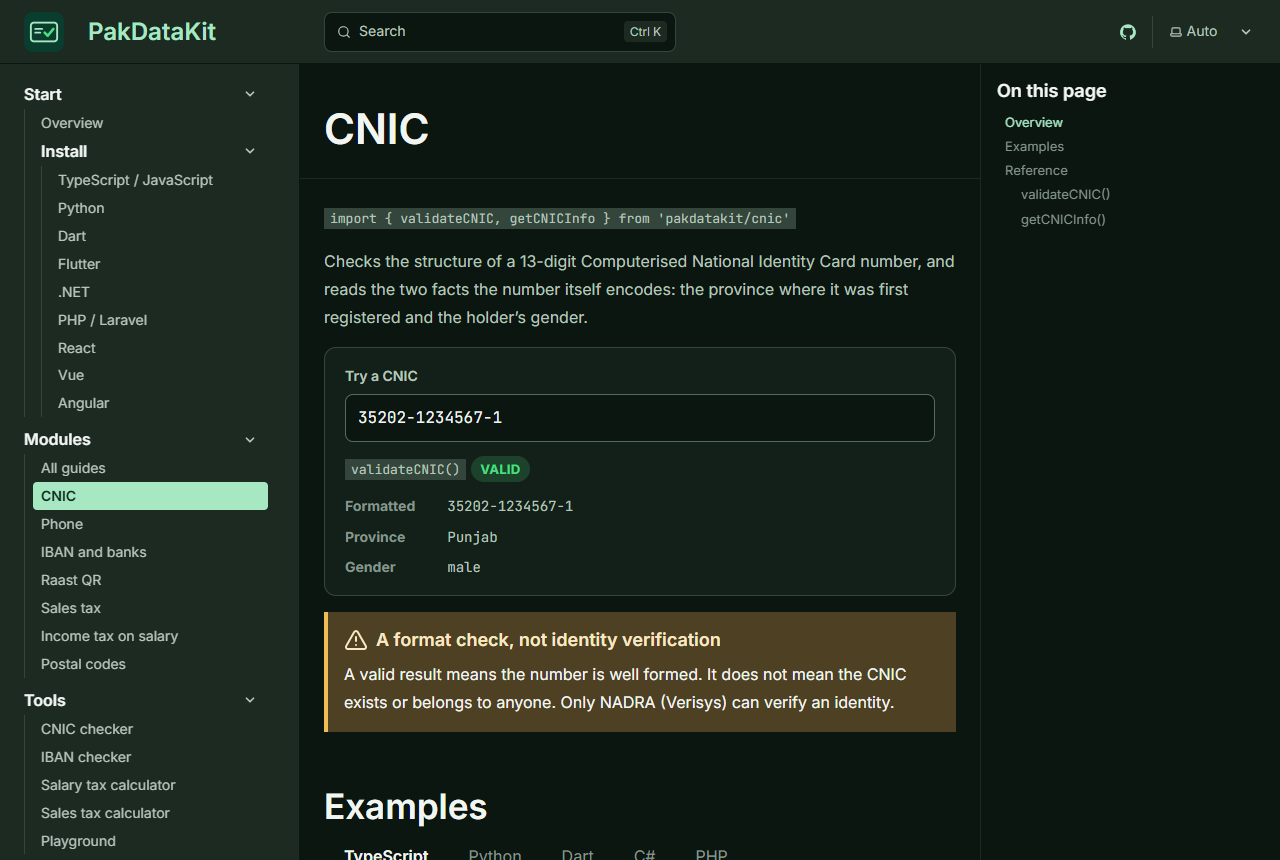 PakDataKit
Search
Ctrl K
Auto
Start
Overview
Install
TypeScript / JavaScript
Python
Dart
Flutter
.NET
PHP / Laravel
React
Vue
Angular
Modules
All guides
CNIC
Phone
IBAN and banks
Raast QR
Sales tax
Income tax on salary
Postal codes
Tools
CNIC checker
IBAN checker
Salary tax calculator
Sales tax calculator
Playground
CNIC
import { validateCNIC, getCNICInfo } from 'pakdatakit/cnic'
Checks the structure of a 13-digit Computerised National Identity Card number, and
reads the two facts the number itself encodes: the province where it was first
registered and the holder’s gender.
Try a CNIC
35202-1234567-1
validateCNIC() VALID
Formatted 35202-1234567-1
Province Punjab
Gender male
A format check, not identity verification
A valid result means the number is well formed. It does not mean the CNIC
exists or belongs to anyone. Only NADRA (Verisys) can verify an identity.
Examples
TypeScript Python Dart C# PHP
On this page
Overview
Examples
Reference
validateCNIC()
getCNICInfo()